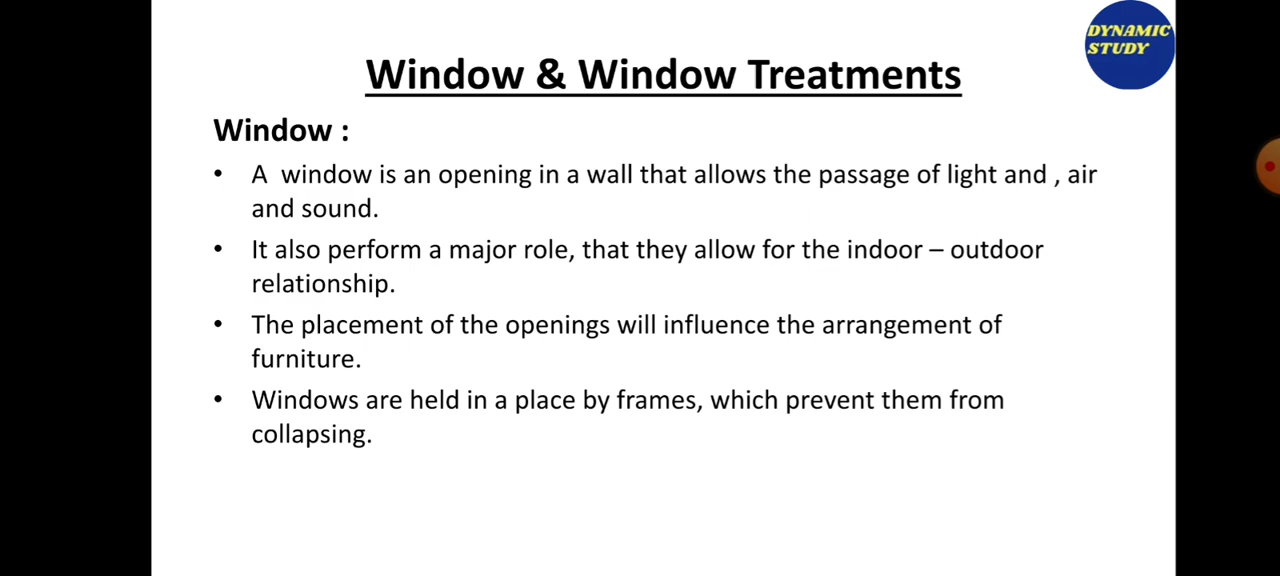 DYNAMIC
STUDY
Window & Window Treatments
Window :
• A window is an opening in a wall that allows the passage of light and , air
and sound.
• It also perform a major role, that they allow for the indoor – outdoor
relationship.
• The placement of the openings will influence the arrangement of
furniture.
• Windows are held in a place by frames, which prevent them from
collapsing.